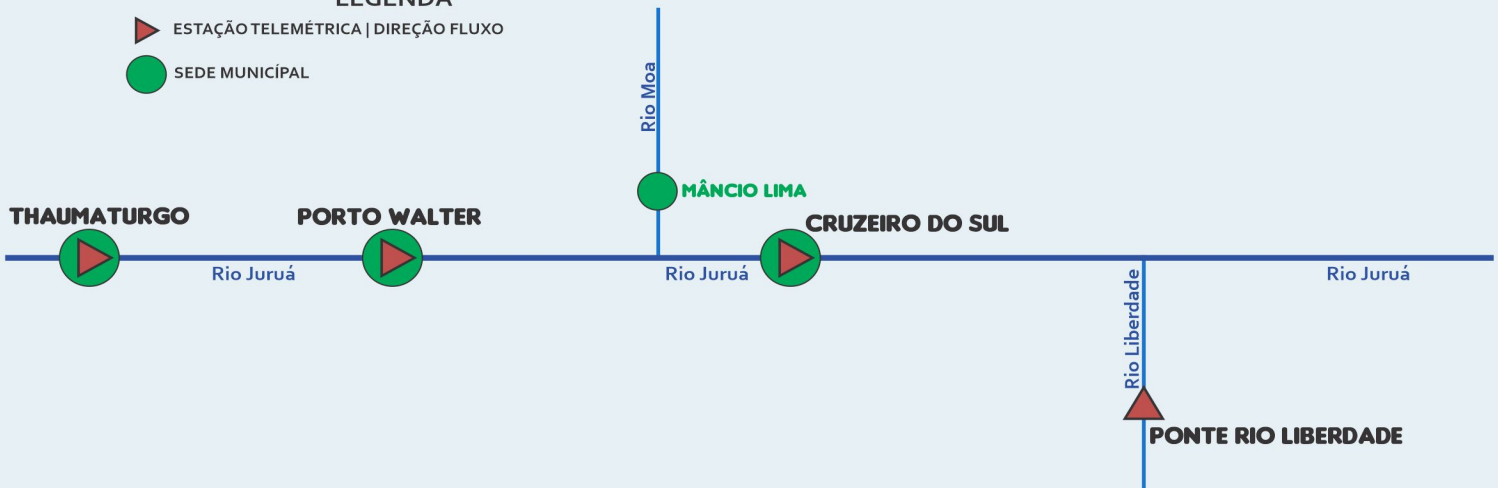 LEGENDA
ESTAÇÃO TELEMÉTRICA | DIREÇÃO FLUXO
SEDE MUNICÍPAL
Rio Moa
MÂNCIO LIMA
THAUMATURGO
PORTO WALTER
CRUZEIRO DO SUL
Rio Juruá
Rio Juruá
Rio Juruá
Rio Liberdade
PONTE RIO LIBERDADE